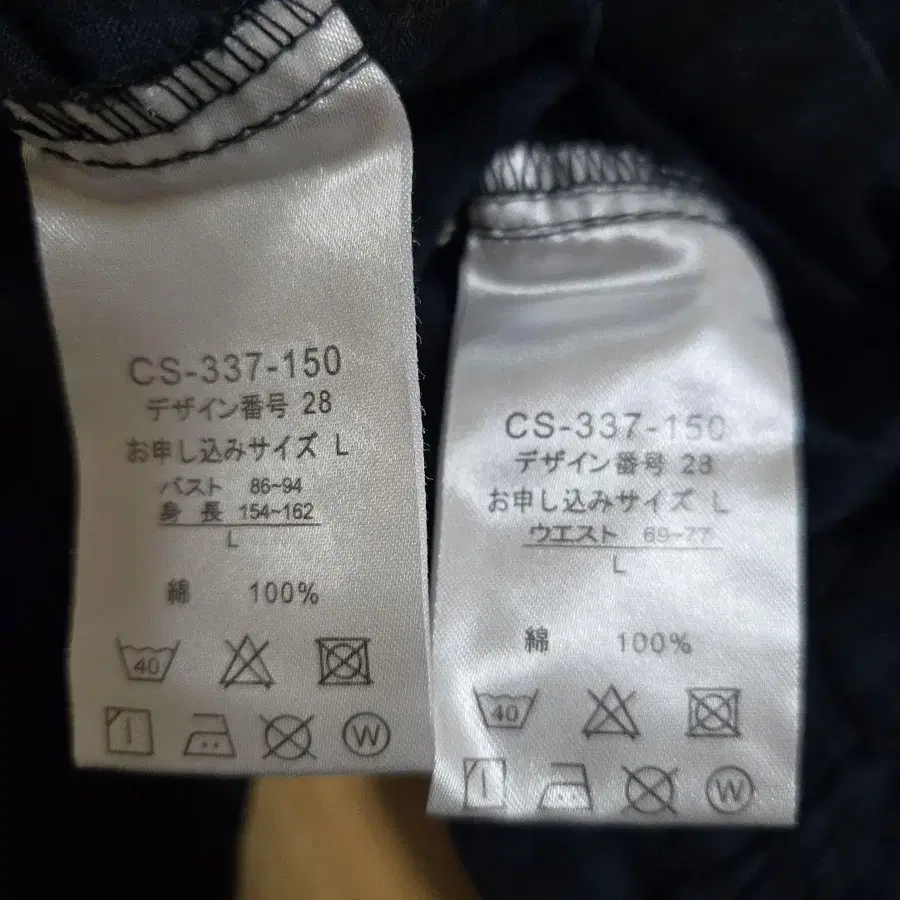 CS-337-150
デザイン番号 28
お申し込みサイズ L
バスト 86~94
身 長 154~162
L
綿 100%
40
W
CS-337-150
デザイン番号 28
お申し込みサイズ L
ウエスト 69~77
L
綿 100%
40
W